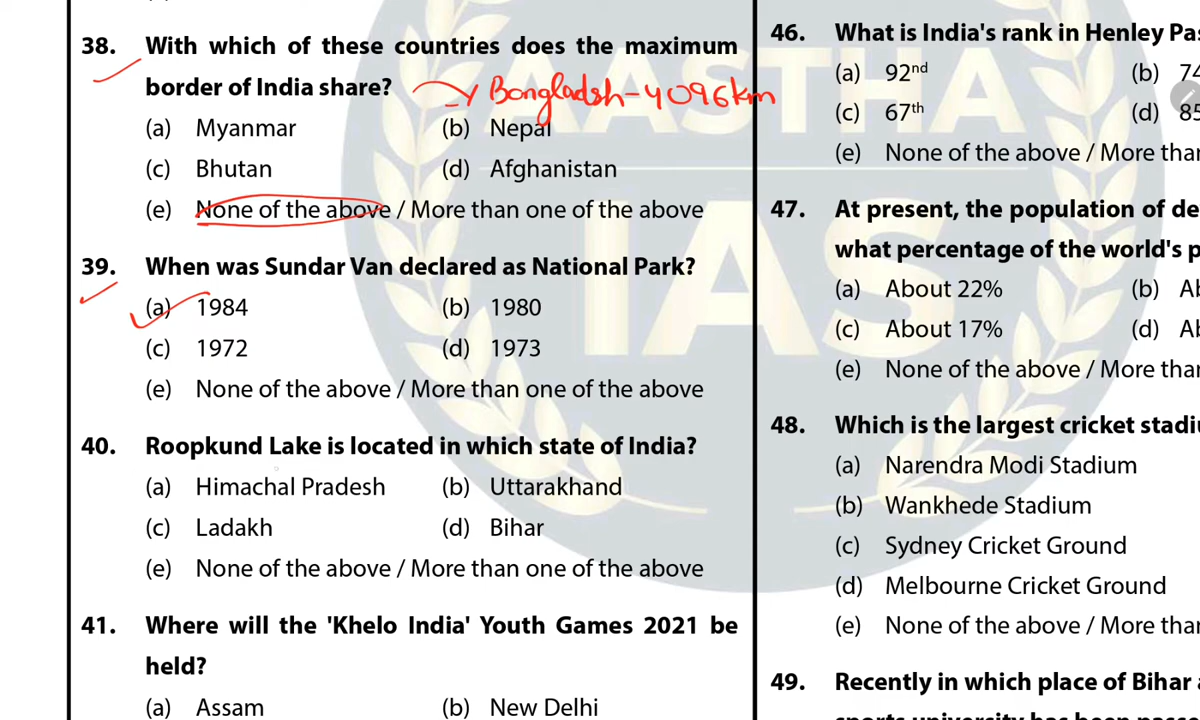 38. With which of these countries does the maximum
border of India share? → Bongladsh-4096km
(a) Myanmar (b) Nepal
(c) Bhutan (d) Afghanistan
(e) None of the above / More than one of the above
39. When was Sundar Van declared as National Park?
(a) 1984 (b) 1980
(c) 1972 (d) 1973
(e) None of the above / More than one of the above
40. Roopkund Lake is located in which state of India?
(a) Himachal Pradesh (b) Uttarakhand
(c) Ladakh (d) Bihar
(e) None of the above / More than one of the above
41. Where will the 'Khelo India' Youth Games 2021 be
held?
(a) Assam (b) New Delhi
46. What is India's rank in Henley Pas
(a) 92nd (b) 74
(c) 67th (d) 85
(e) None of the above / More than
47. At present, the population of de
what percentage of the world's p
(a) About 22% (b) Ab
(c) About 17% (d) Ab
(e) None of the above / More than
48. Which is the largest cricket stadiu
(a) Narendra Modi Stadium
(b) Wankhede Stadium
(c) Sydney Cricket Ground
(d) Melbourne Cricket Ground
(e) None of the above / More than
49. Recently in which place of Bihar a
sports university has been passe
AASTHA
IAS